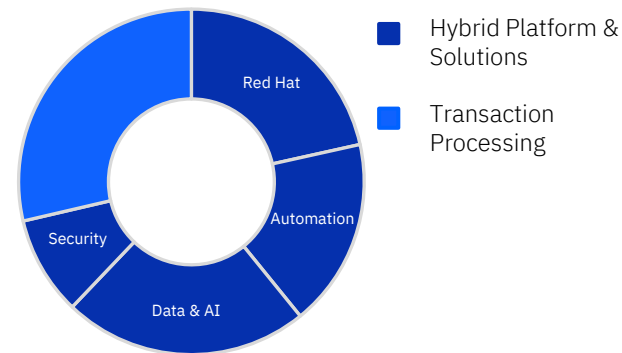 Hybrid Platform &
Solutions
Transaction
Processing
Red Hat
Automation
Data & AI
Security